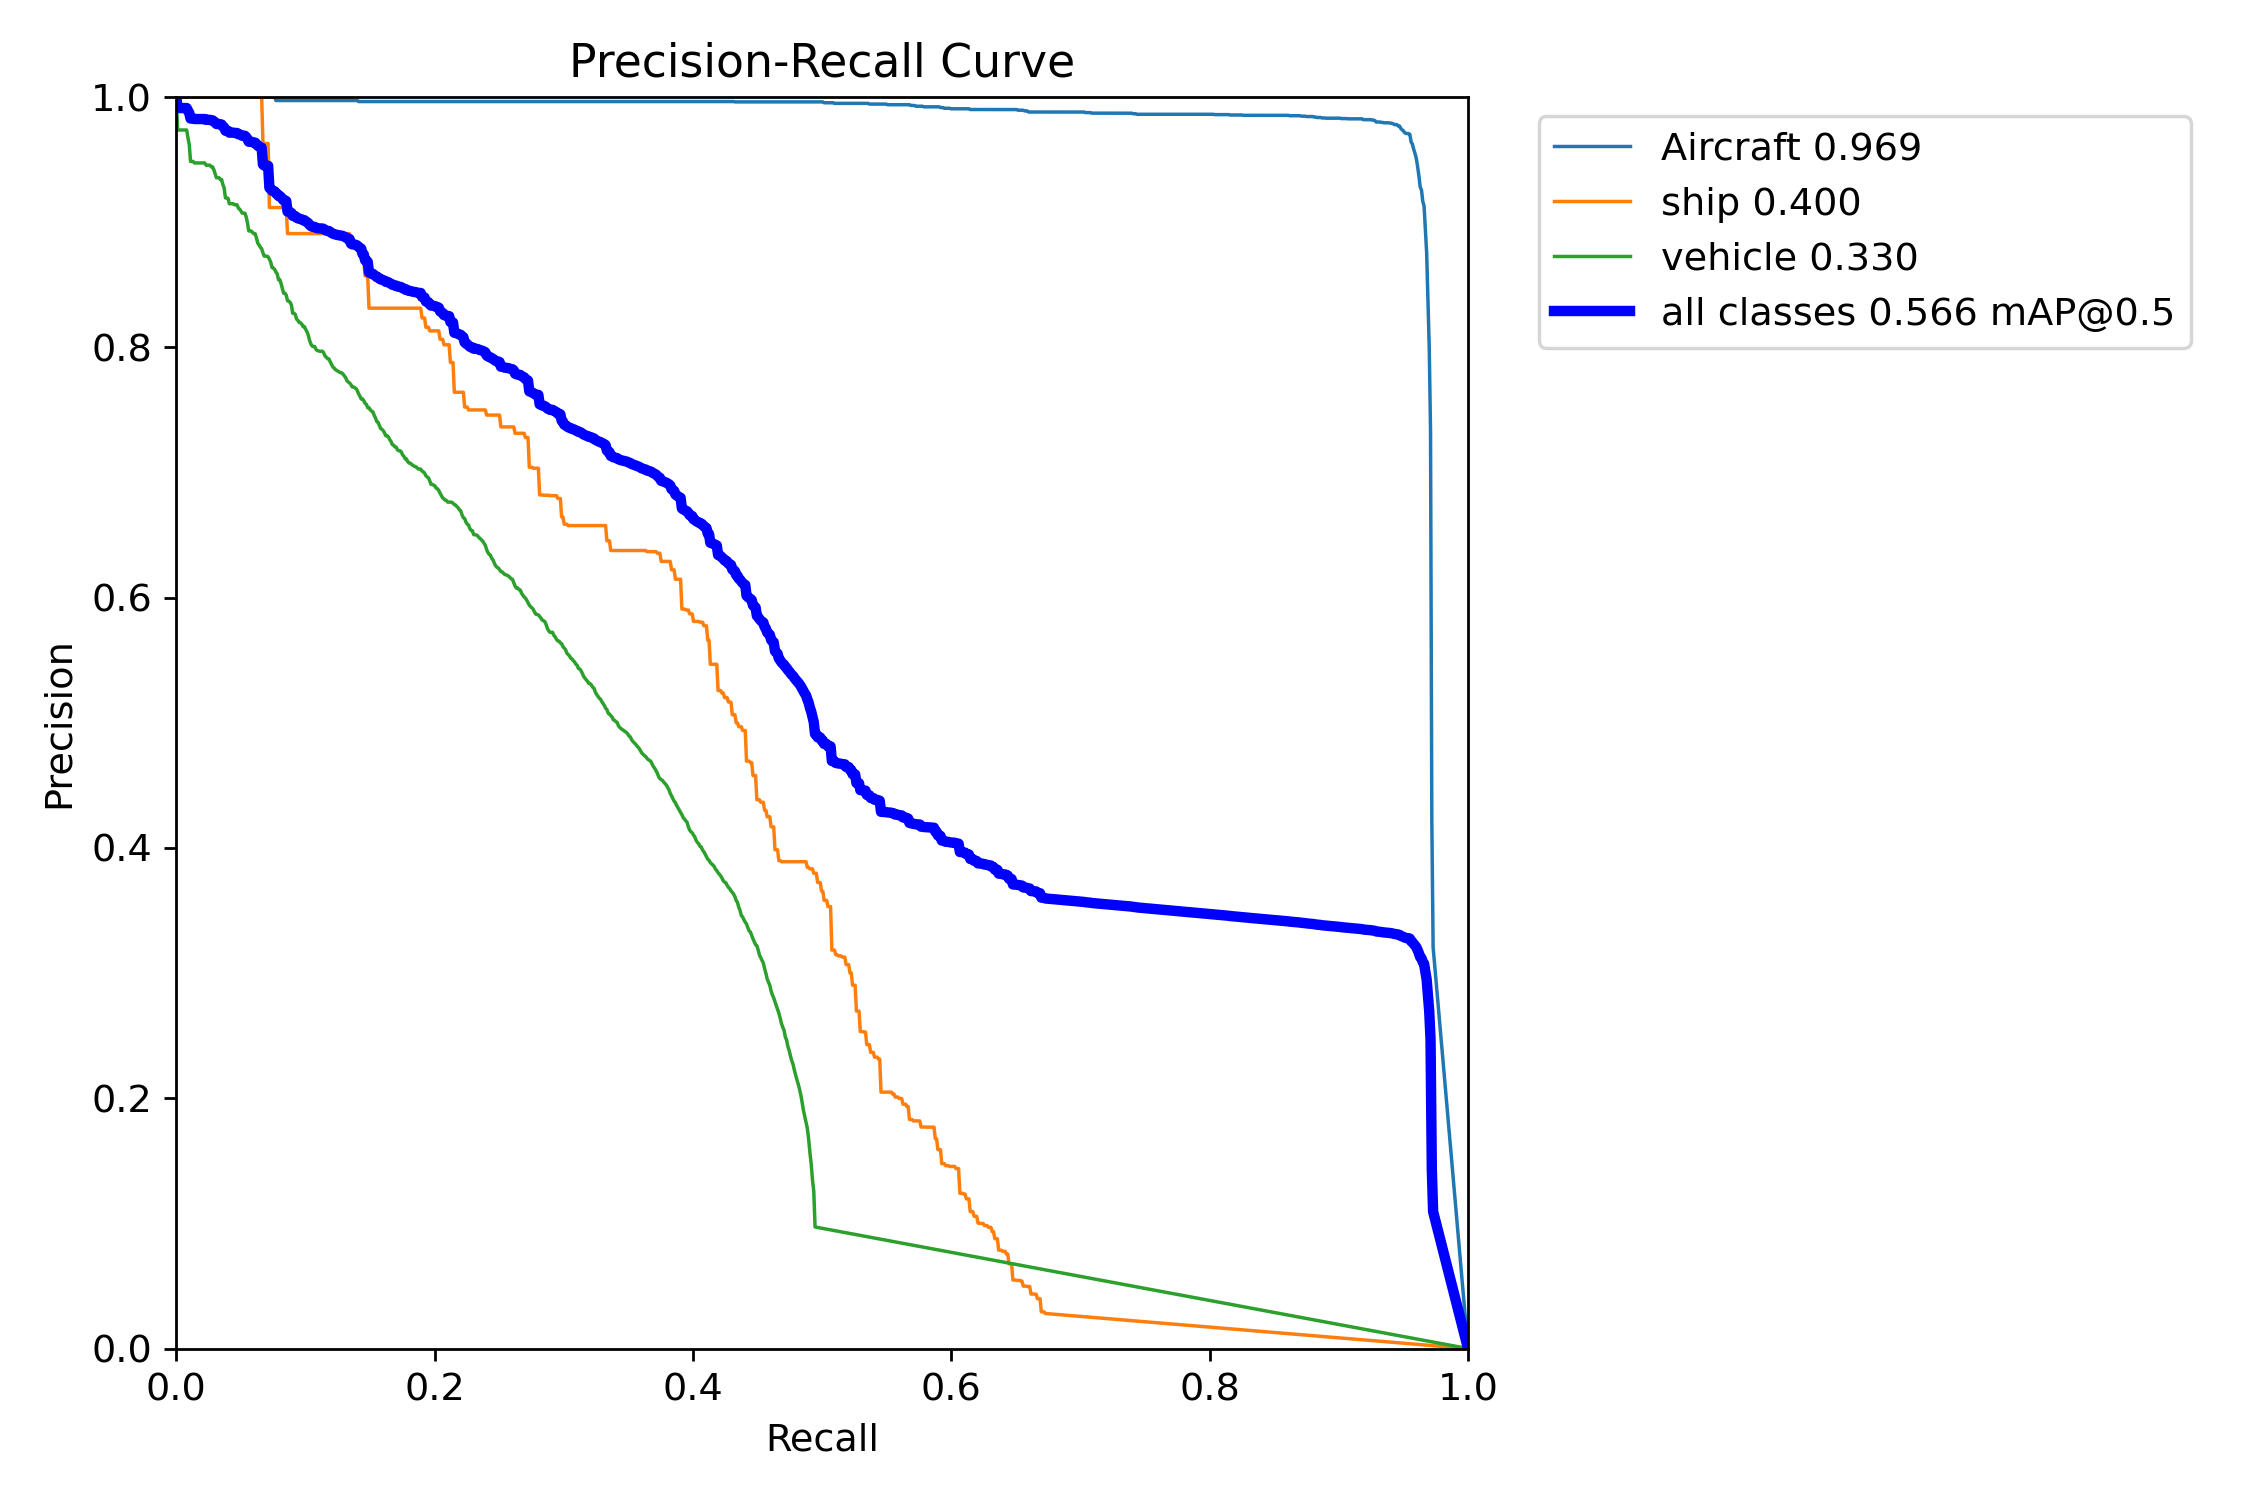 Precision-Recall Curve
1.0
0.8
0.6
0.4
0.2
0.0
Precision
0.0 0.2 0.4 0.6 0.8 1.0
Recall
Aircraft 0.969
ship 0.400
vehicle 0.330
all classes 0.566 mAP@0.5